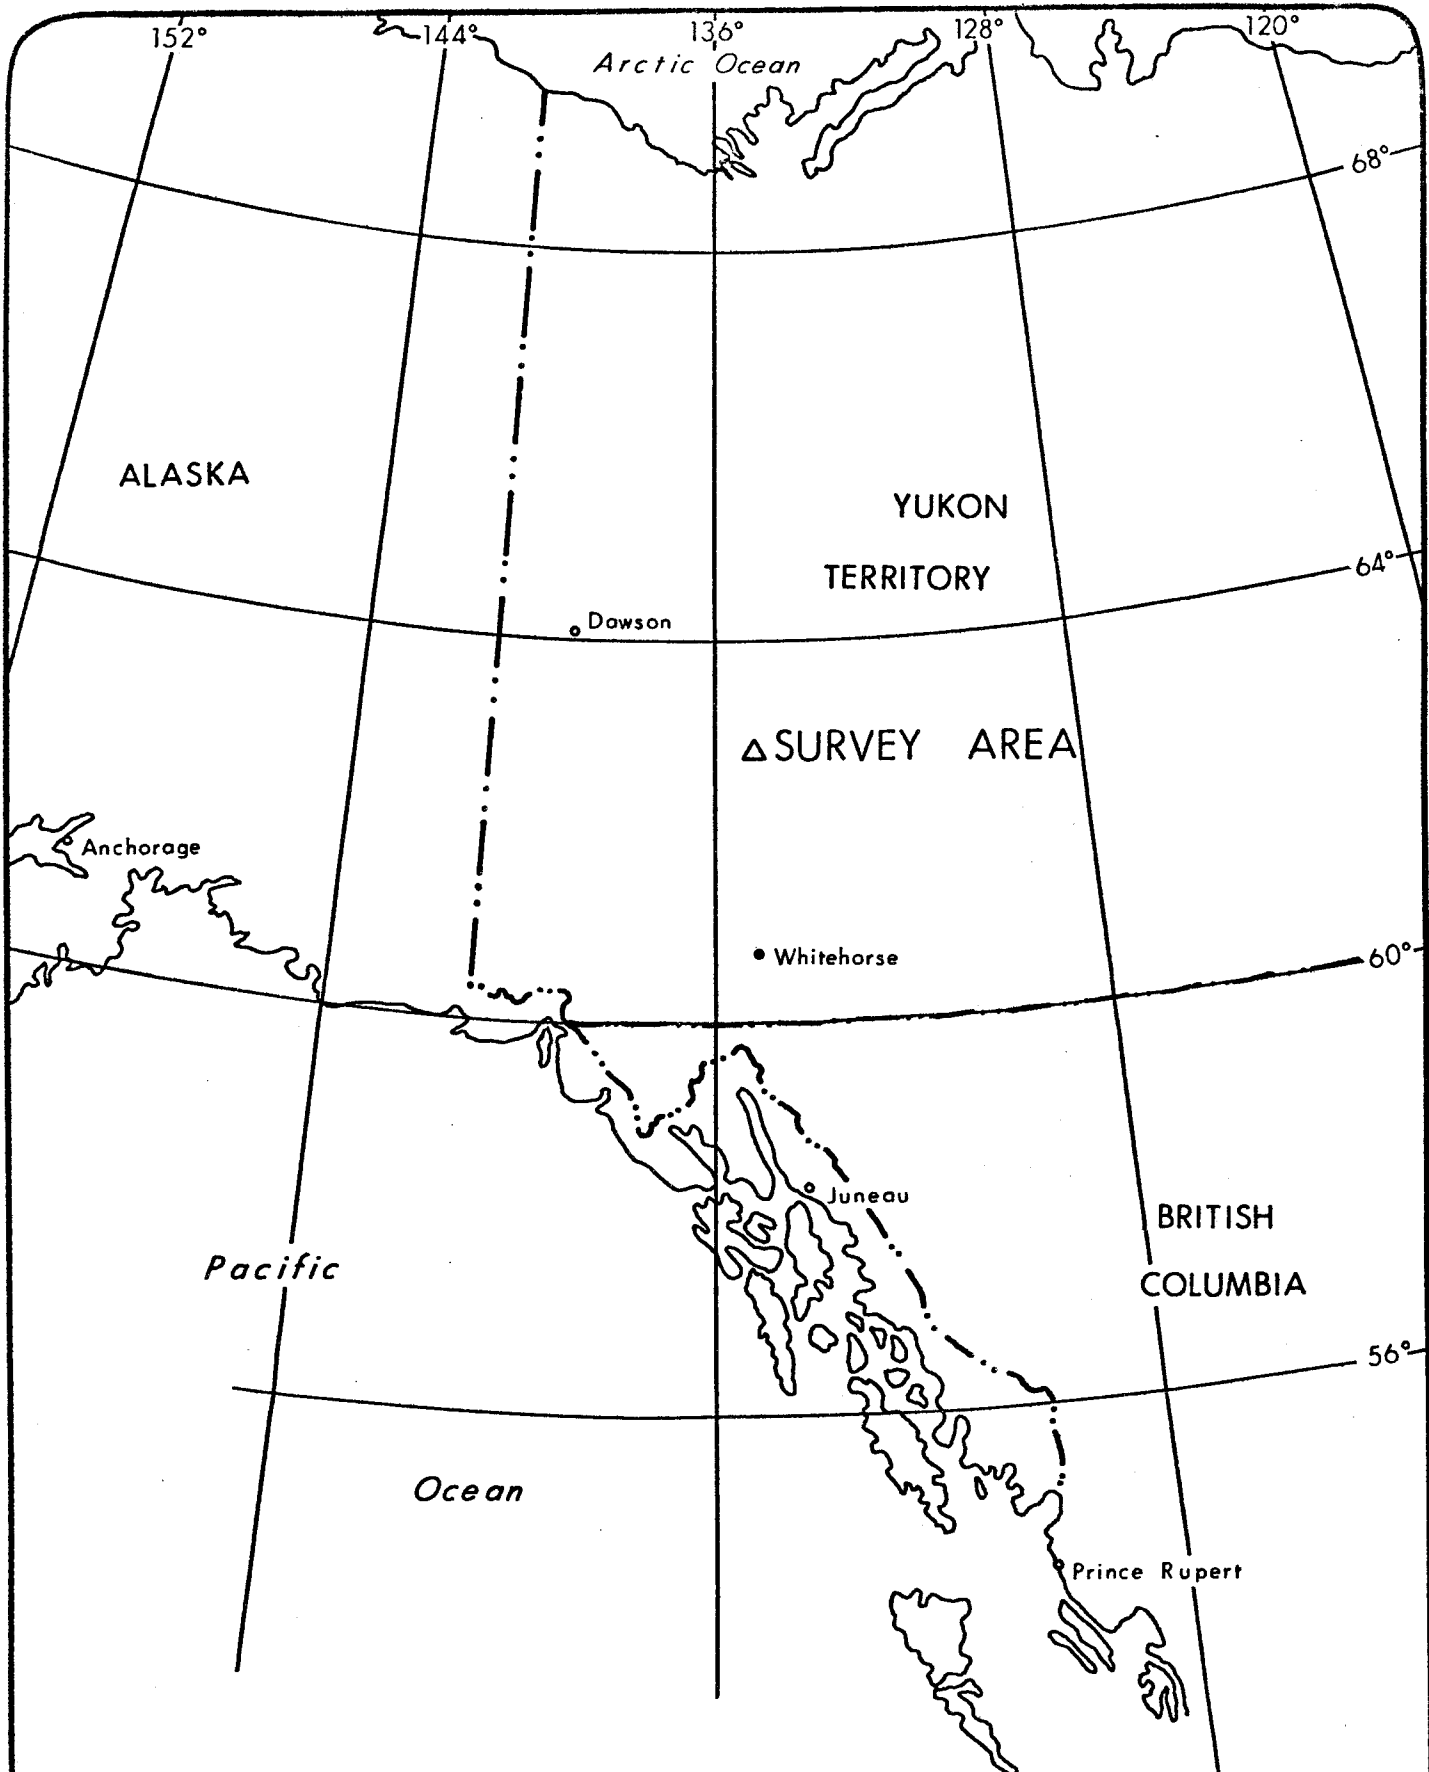 152° 144° 136° 128° 120°
Arctic Ocean
68°
ALASKA
YUKON
TERRITORY
64°
Dawson
SURVEY AREA
Anchorage
Whitehorse
60°
Juneau
BRITISH
COLUMBIA
Pacific
56°
Ocean
Prince Rupert